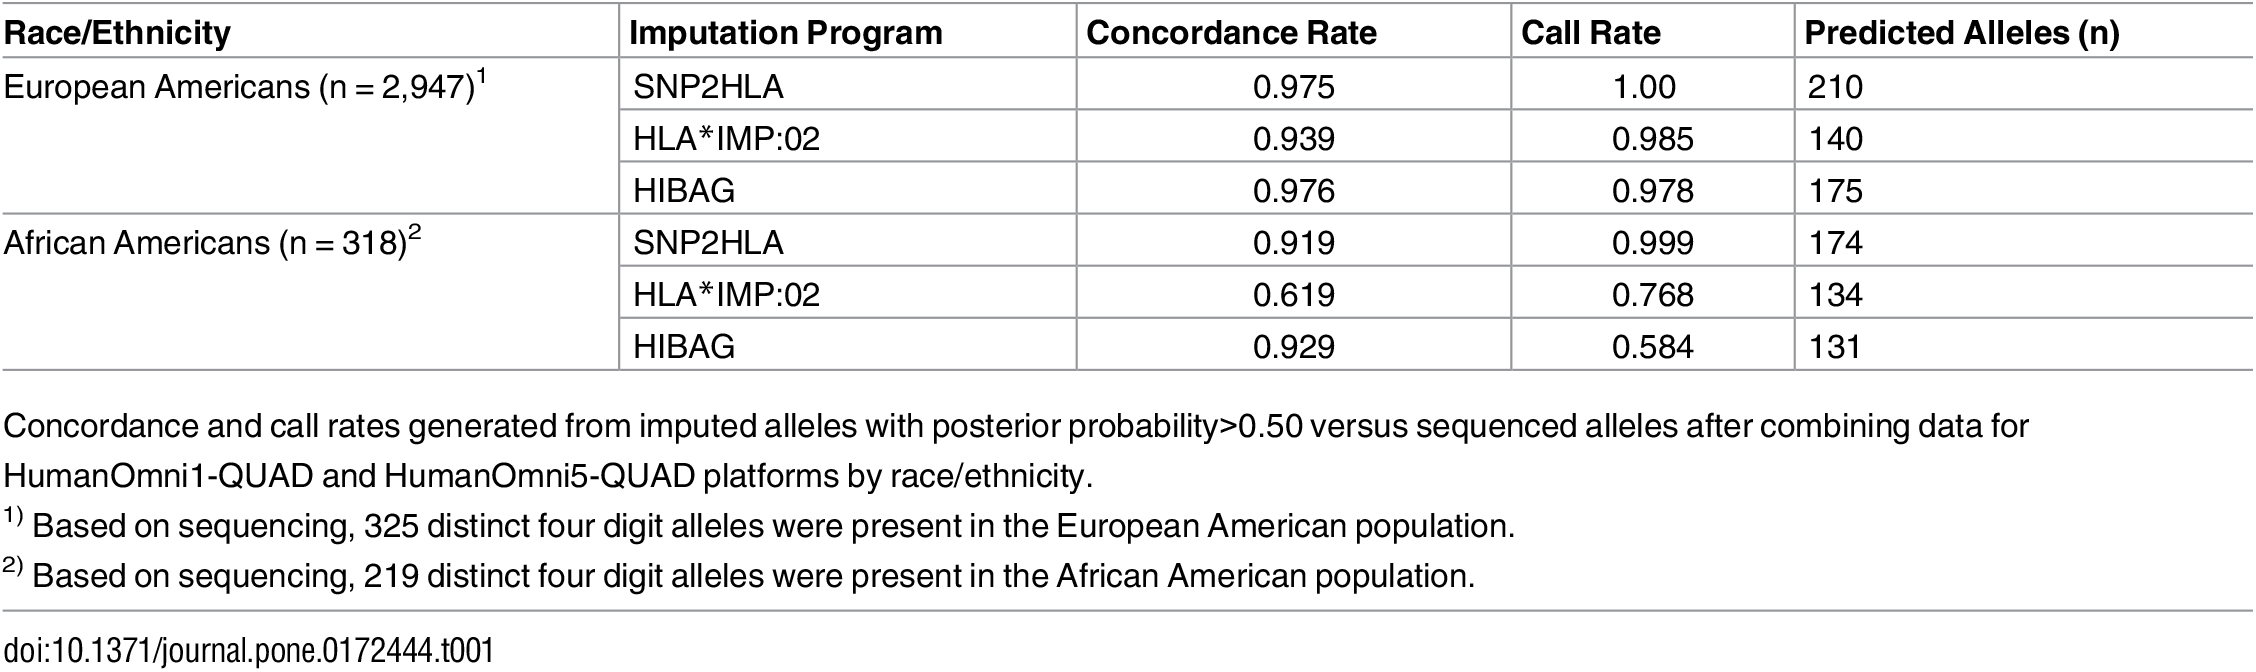 Race/Ethnicity Imputation Program Concordance Rate Call Rate Predicted Alleles (n)
European Americans (n = 2,947)1 SNP2HLA 0.975 1.00 210
HLA*IMP:02 0.939 0.985 140
HIBAG 0.976 0.978 175
African Americans (n = 318)2 SNP2HLA 0.919 0.999 174
HLA*IMP:02 0.619 0.768 134
HIBAG 0.929 0.584 131
Concordance and call rates generated from imputed alleles with posterior probability>0.50 versus sequenced alleles after combining data for
HumanOmni1-QUAD and HumanOmni5-QUAD platforms by race/ethnicity.
1) Based on sequencing, 325 distinct four digit alleles were present in the European American population.
2) Based on sequencing, 219 distinct four digit alleles were present in the African American population.
doi:10.1371/journal.pone.0172444.t001